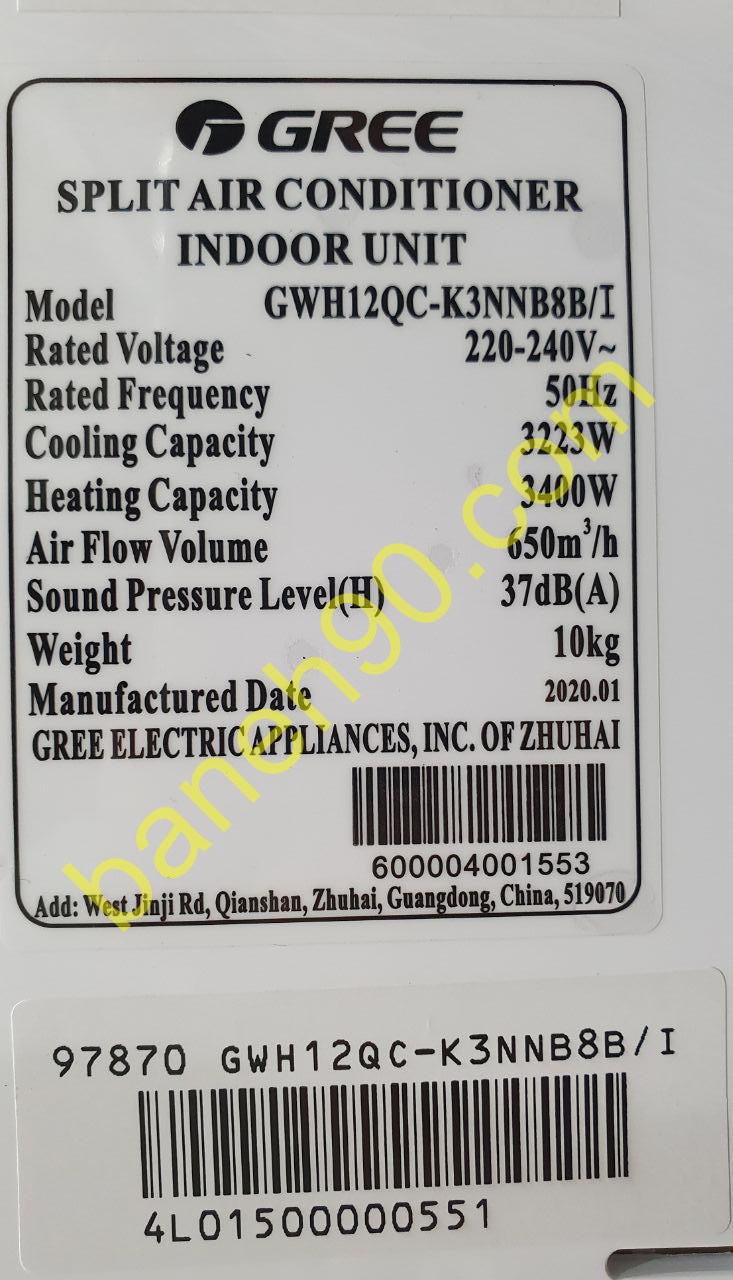 GREE
SPLIT AIR CONDITIONER
INDOOR UNIT
Model GWH12QC-K3NNB8B/I
Rated Voltage 220-240V~
Rated Frequency 50Hz
Cooling Capacity 3223W
Heating Capacity 3400W
Air Flow Volume 650m³/h
Sound Pressure Level(H) 37dB(A)
Weight 10kg
Manufactured Date 2020.01
GREE ELECTRIC APPLIANCES, INC. OF ZHUHAI
600004001553
Add: West Jinji Rd, Qianshan, Zhuhai, Guangdong, China, 519070
baneh90.com
97870 GWH12QC-K3NNB8B/I
4L01500000551